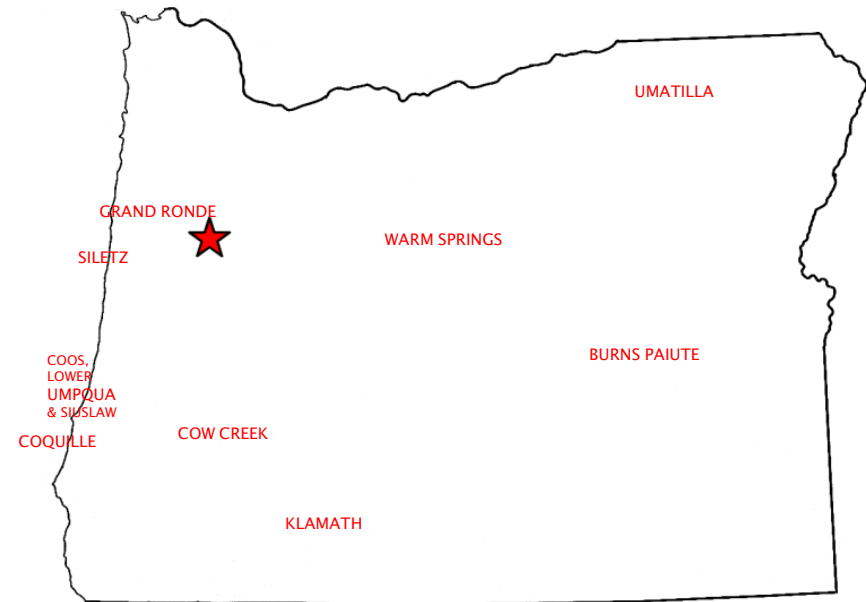 UMATILLA
GRAND RONDE
WARM SPRINGS
SILETZ
BURNS PAIUTE
COOS,
LOWER
UMPQUA
& SIUSLAW
COW CREEK
COQUILLE
KLAMATH